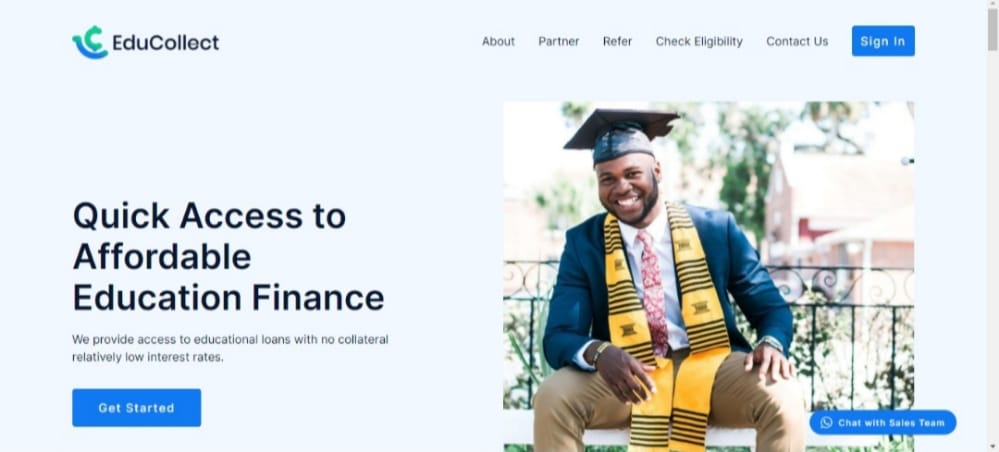 EduCollect
About Partner Refer Check Eligibility Contact Us Sign In
Quick Access to
Affordable
Education Finance
We provide access to educational loans with no collateral
relatively low interest rates.
Get Started
Chat with Sales Team